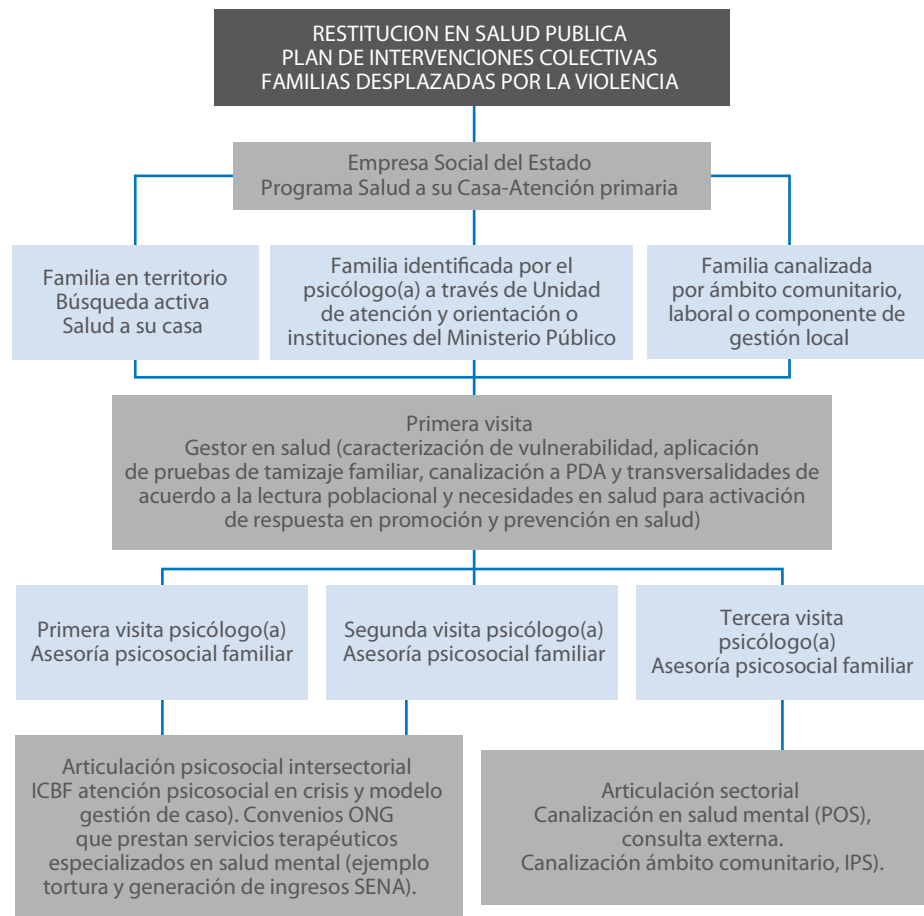 RESTITUCION EN SALUD PUBLICA
PLAN DE INTERVENCIONES COLECTIVAS
FAMILIAS DESPLAZADAS POR LA VIOLENCIA
Empresa Social del Estado
Programa Salud a su Casa-Atención primaria
Familia en territorio
Búsqueda activa
Salud a su casa
Familia identificada por el
psicólogo(a) a través de Unidad
de atención y orientación o
instituciones del Ministerio Público
Familia canalizada
por ámbito comunitario,
laboral o componente de
gestión local
Primera visita
Gestor en salud (caracterización de vulnerabilidad, aplicación
de pruebas de tamizaje familiar, canalización a PDA y transversalidades de
acuerdo a la lectura poblacional y necesidades en salud para activación
de respuesta en promoción y prevención en salud)
Primera visita psicólogo(a)
Asesoría psicosocial familiar
Segunda visita psicólogo(a)
Asesoría psicosocial familiar
Tercera visita
psicólogo(a)
Asesoría psicosocial familiar
Articulación psicosocial intersectorial
ICBF atención psicosocial en crisis y modelo
gestión de caso). Convenios ONG
que prestan servicios terapéuticos
especializados en salud mental (ejemplo
tortura y generación de ingresos SENA).
Articulación sectorial
Canalización en salud mental (POS),
consulta externa.
Canalización ámbito comunitario, IPS).